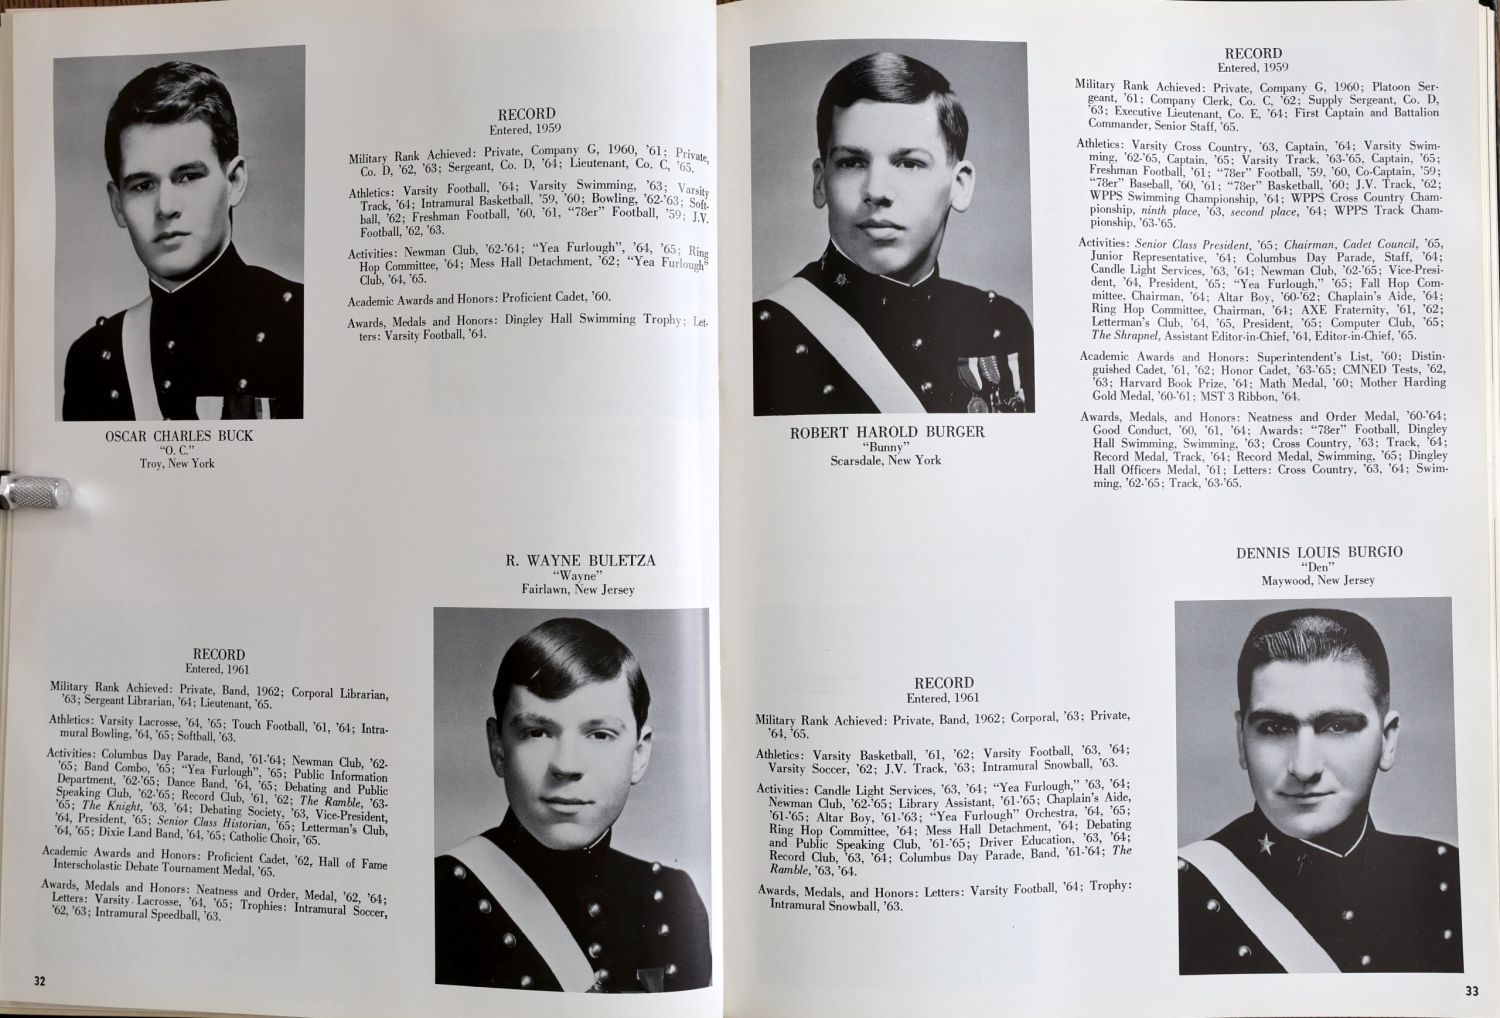 OSCAR CHARLES BUCK
“O. C.”
Troy, New York
RECORD
Entered, 1959
Military Rank Achieved: Private, Company G, 1960, ’61; Private,
Co. D, ’62, ’63; Sergeant, Co. D, ’64; Lieutenant, Co. C, ’65.
Athletics: Varsity Football, ’64; Varsity Swimming, ’63; Varsity
Track, ’64; Intramural Basketball, ’59, ’60; Bowling, ’62-’63; Soft-
ball, ’62; Freshman Football, ’60, ’61, “78er” Football, ’59; J.V.
Football, ’62, ’63.
Activities: Newman Club, ’62-’64; “Yea Furlough”, ’64, ’65; Ring
Hop Committee, ’64; Mess Hall Detachment, ’62; “Yea Furlough”
Club, ’64, ’65.
Academic Awards and Honors: Proficient Cadet, ’60.
Awards, Medals and Honors: Dingley Hall Swimming Trophy; Let-
ters: Varsity Football, ’64.
R. WAYNE BULETZA
“Wayne”
Fairlawn, New Jersey
RECORD
Entered, 1961
Military Rank Achieved: Private, Band, 1962; Corporal Librarian,
’63; Sergeant Librarian, ’64; Lieutenant, ’65.
Athletics: Varsity Lacrosse, ’64, ’65; Touch Football, ’61, ’64; Intra-
mural Bowling, ’64, ’65; Softball, ’63.
Activities: Columbus Day Parade, Band, ’61-’64; Newman Club, ’62-
’65; Band Combo, ’65; “Yea Furlough”, ’65; Public Information
Department, ’62-’65; Dance Band, ’64, ’65; Debating and Public
Speaking Club, ’62-’65; Record Club, ’61, ’62; The Ramble, ’63-
’65; The Knight, ’63, ’64; Debating Society, ’63, Vice-President,
’64, President, ’65; Senior Class Historian, ’65; Letterman’s Club,
’64, ’65; Dixie Land Band, ’64, ’65; Catholic Choir, ’65.
Academic Awards and Honors: Proficient Cadet, ’62, Hall of Fame
Interscholastic Debate Tournament Medal, ’65.
Awards, Medals and Honors: Neatness and Order, Medal, ’62, ’64;
Letters: Varsity Lacrosse, ’64, ’65; Trophies: Intramural Soccer,
’62, ’63; Intramural Speedball, ’63.
32
ROBERT HAROLD BURGER
“Bunny”
Scarsdale, New York
RECORD
Entered, 1959
Military Rank Achieved: Private, Company G, 1960; Platoon Ser-
geant, ’61; Company Clerk, Co. C, ’62; Supply Sergeant, Co. D,
’63; Executive Lieutenant, Co. E, ’64; First Captain and Battalion
Commander, Senior Staff, ’65.
Athletics: Varsity Cross Country, ’63, Captain, ’64; Varsity Swim-
ming, ’62-’65, Captain, ’65; Varsity Track, ’63-’65, Captain, ’65;
Freshman Football, ’61; “78er” Football, ’59, ’60, Co-Captain, ’59;
“78er” Baseball, ’60, ’61; “78er” Basketball, ’60; J.V. Track, ’62;
WPPS Swimming Championship, ’64; WPPS Cross Country Cham-
pionship, ninth place, ’63, second place, ’64; WPPS Track Cham-
pionship, ’63-’65.
Activities: Senior Class President, ’65; Chairman, Cadet Council, ’65,
Junior Representative, ’64; Columbus Day Parade, Staff, ’64;
Candle Light Services, ’63, ’64; Newman Club, ’62-’65; Vice-Presi-
dent, ’64, President, ’65; “Yea Furlough,” ’65; Fall Hop Com-
mittee, Chairman, ’64; Altar Boy, ’60-’62; Chaplain’s Aide, ’64;
Ring Hop Committee, Chairman, ’64; AXE Fraternity, ’61, ’62;
Letterman’s Club, ’64, ’65, President, ’65; Computer Club, ’65;
The Shrapnel, Assistant Editor-in-Chief, ’64, Editor-in-Chief, ’65.
Academic Awards and Honors: Superintendent’s List, ’60; Distin-
guished Cadet, ’61, ’62; Honor Cadet, ’63-’65; CMNED Tests, ’62,
’63; Harvard Book Prize, ’64; Math Medal, ’60; Mother Harding
Gold Medal, ’60-’61; MST 3 Ribbon, ’64.
Awards, Medals, and Honors: Neatness and Order Medal, ’60-’64;
Good Conduct, ’60, ’61, ’64; Awards: “78er” Football, Dingley
Hall Swimming, Swimming, ’63; Cross Country, ’63; Track, ’64;
Record Medal, Track, ’64; Record Medal, Swimming, ’65; Dingley
Hall Officers Medal, ’61; Letters: Cross Country, ’63, ’64; Swim-
ming, ’62-’65; Track, ’63-’65.
DENNIS LOUIS BURGIO
“Den”
Maywood, New Jersey
RECORD
Entered, 1961
Military Rank Achieved: Private, Band, 1962; Corporal, ’63; Private,
’64, ’65.
Athletics: Varsity Basketball, ’61, ’62; Varsity Football, ’63, ’64;
Varsity Soccer, ’62; J.V. Track, ’63; Intramural Snowball, ’63.
Activities: Candle Light Services, ’63, ’64; “Yea Furlough,” ’63, ’64;
Newman Club, ’62-’65; Library Assistant, ’61-’65; Chaplain’s Aide,
’61-’65; Altar Boy, ’61-’63; “Yea Furlough” Orchestra, ’64, ’65;
Ring Hop Committee, ’64; Mess Hall Detachment, ’64; Debating
and Public Speaking Club, ’61-’65; Driver Education, ’63, ’64;
Record Club, ’63, ’64; Columbus Day Parade, Band, ’61-’64; The
Ramble, ’63, ’64.
Awards, Medals, and Honors: Letters: Varsity Football, ’64; Trophy:
Intramural Snowball, ’63.
33